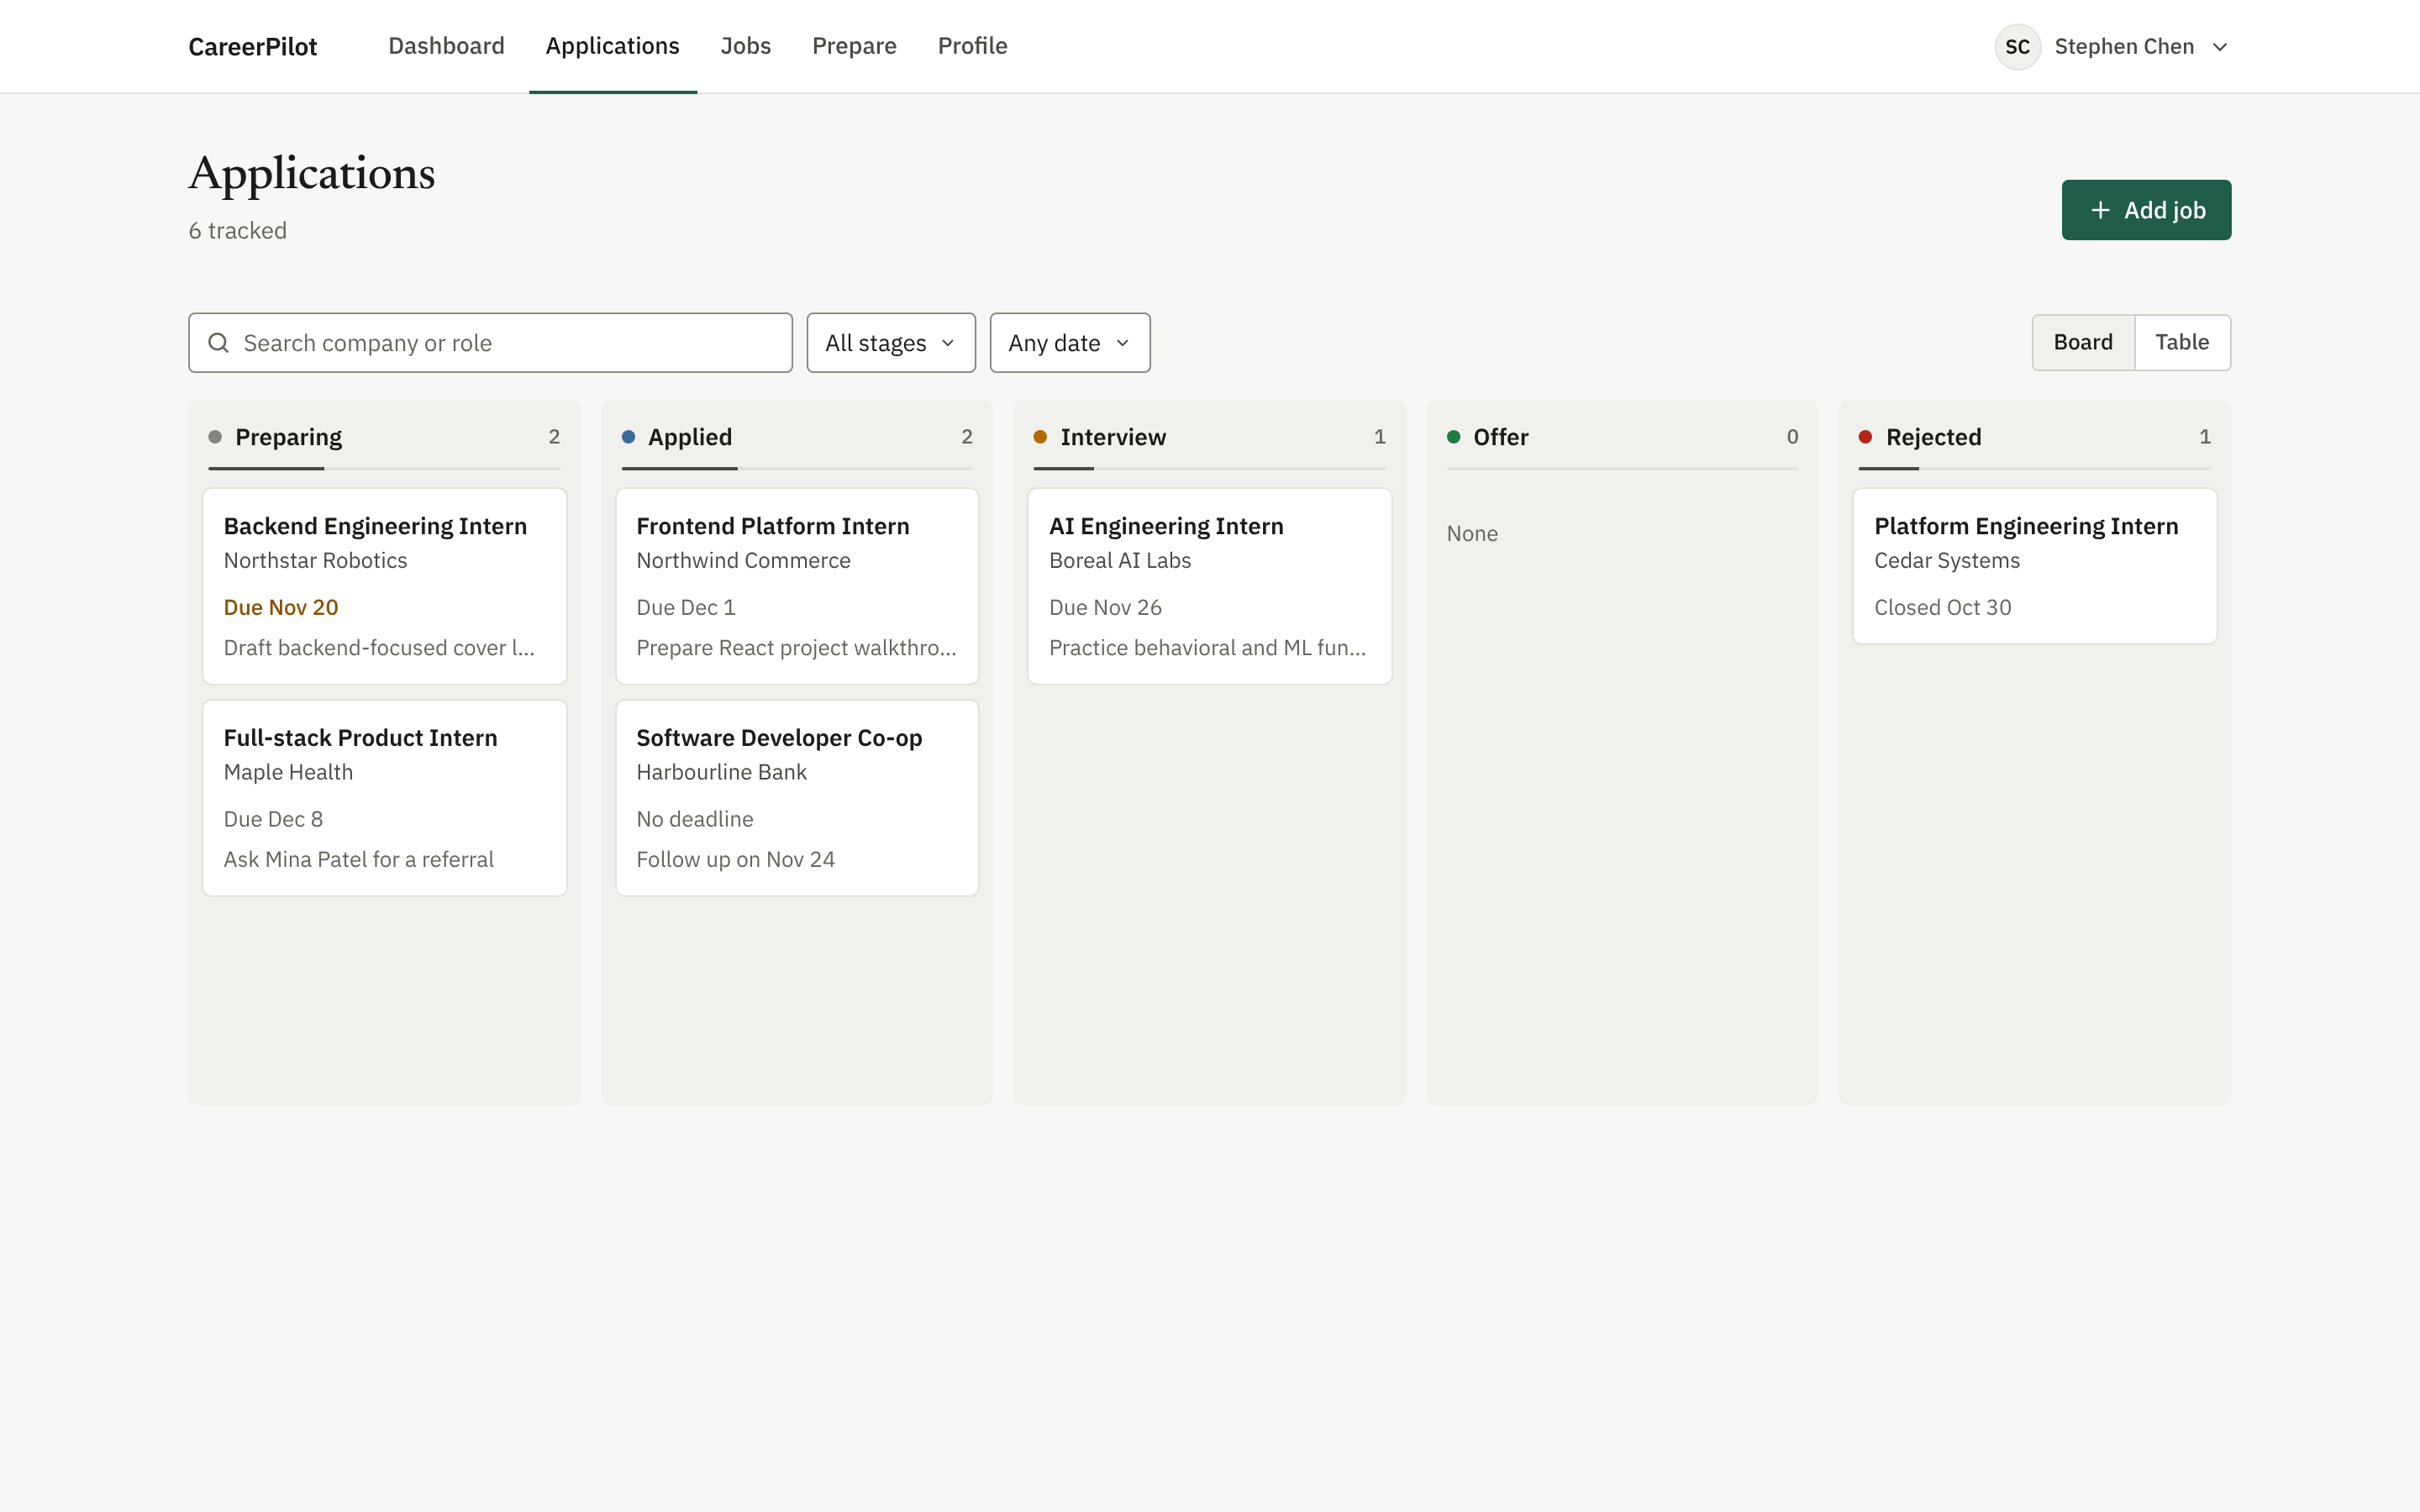 CareerPilot
Dashboard
Applications
Jobs
Prepare
Profile
SC
Stephen Chen
Applications
6 tracked
+ Add job
Search company or role
All stages
Any date
Board
Table
Preparing 2
Backend Engineering Intern
Northstar Robotics
Due Nov 20
Draft backend-focused cover l...
Full-stack Product Intern
Maple Health
Due Dec 8
Ask Mina Patel for a referral
Applied 2
Frontend Platform Intern
Northwind Commerce
Due Dec 1
Prepare React project walkthro...
Software Developer Co-op
Harbourline Bank
No deadline
Follow up on Nov 24
Interview 1
AI Engineering Intern
Boreal AI Labs
Due Nov 26
Practice behavioral and ML fun...
Offer 0
None
Rejected 1
Platform Engineering Intern
Cedar Systems
Closed Oct 30